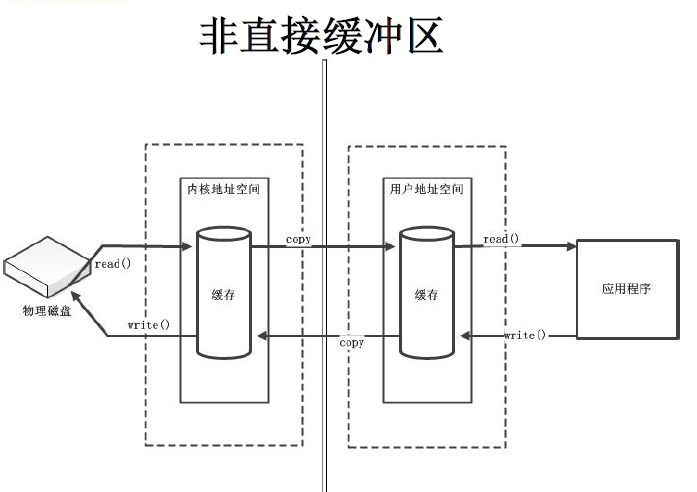 非直接缓冲区
内核地址空间
用户地址空间
copy
read()
read()
缓存
缓存
应用程序
物理磁盘
write()
copy
write()